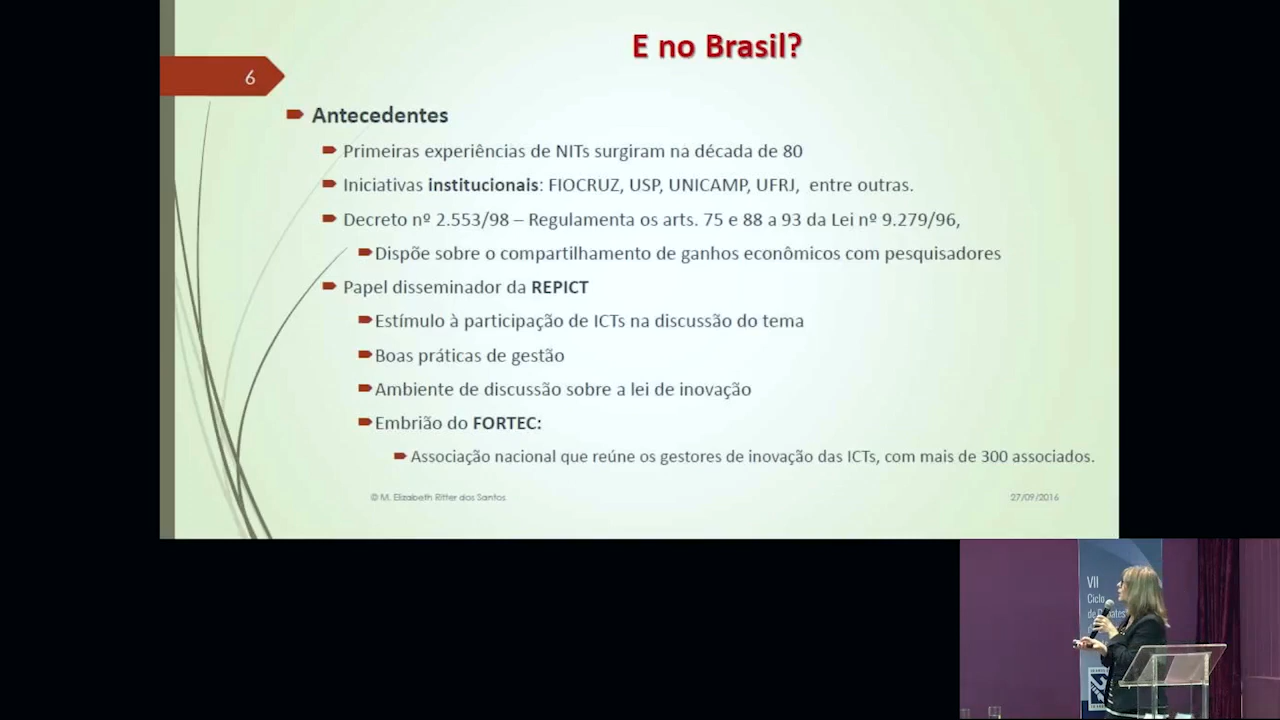 E no Brasil?
6
Antecedentes
Primeiras experiências de NITs surgiram na década de 80
Iniciativas institucionais: FIOCRUZ, USP, UNICAMP, UFRJ, entre outras.
Decreto nº 2.553/98 – Regulamenta os arts. 75 e 88 a 93 da Lei nº 9.279/96,
Dispõe sobre o compartilhamento de ganhos econômicos com pesquisadores
Papel disseminador da REPICT
Estímulo à participação de ICTs na discussão do tema
Boas práticas de gestão
Ambiente de discussão sobre a lei de inovação
Embrião do FORTEC:
Associação nacional que reúne os gestores de inovação das ICTs, com mais de 300 associados.
© M. Elizabeth Ritter dos Santos
27/09/2016
VII
Ciclo